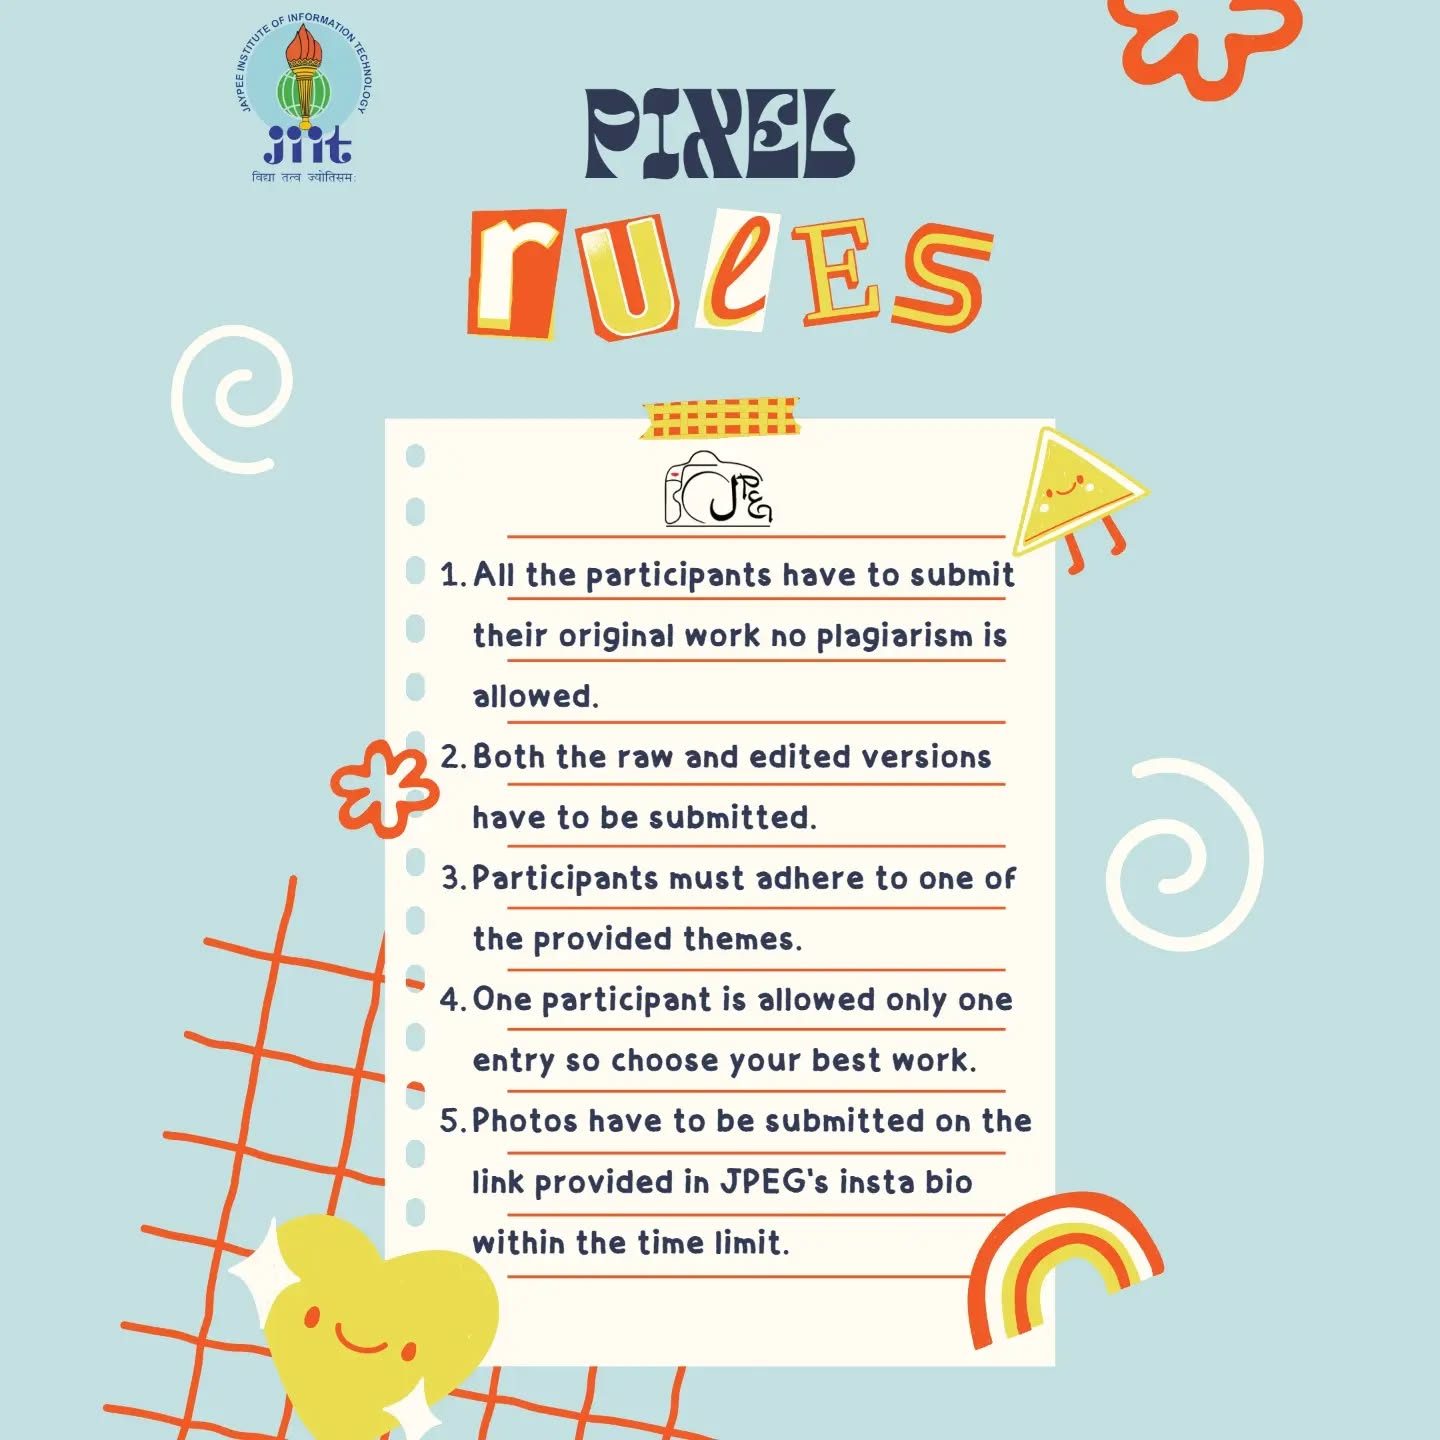 JAYPEE INSTITUTE OF INFORMATION TECHNOLOGY
jiit
विद्या तत्व ज्योतिसमः
PIXEL
rULES
JPEG
1. All the participants have to submit
their original work no plagiarism is
allowed.
2. Both the raw and edited versions
have to be submitted.
3. Participants must adhere to one of
the provided themes.
4. One participant is allowed only one
entry so choose your best work.
5. Photos have to be submitted on the
link provided in JPEG's insta bio
within the time limit.